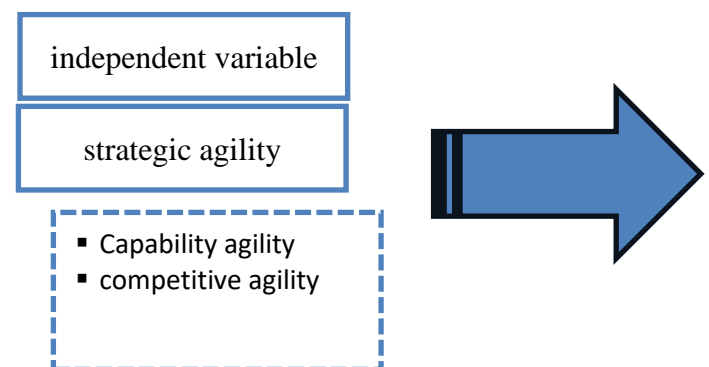 independent variable
strategic agility
▪ Capability agility
▪ competitive agility